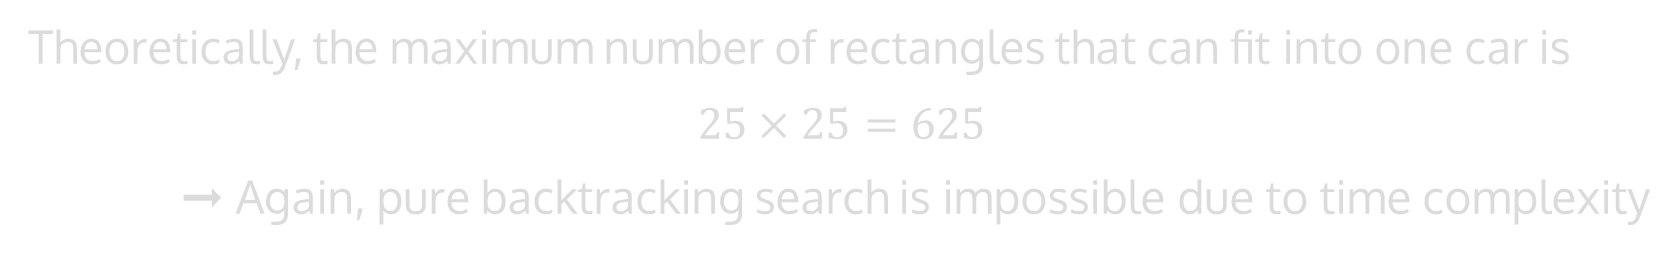 Theoretically, the maximum number of rectangles that can fit into one car is
25 × 25 = 625
→ Again, pure backtracking search is impossible due to time complexity